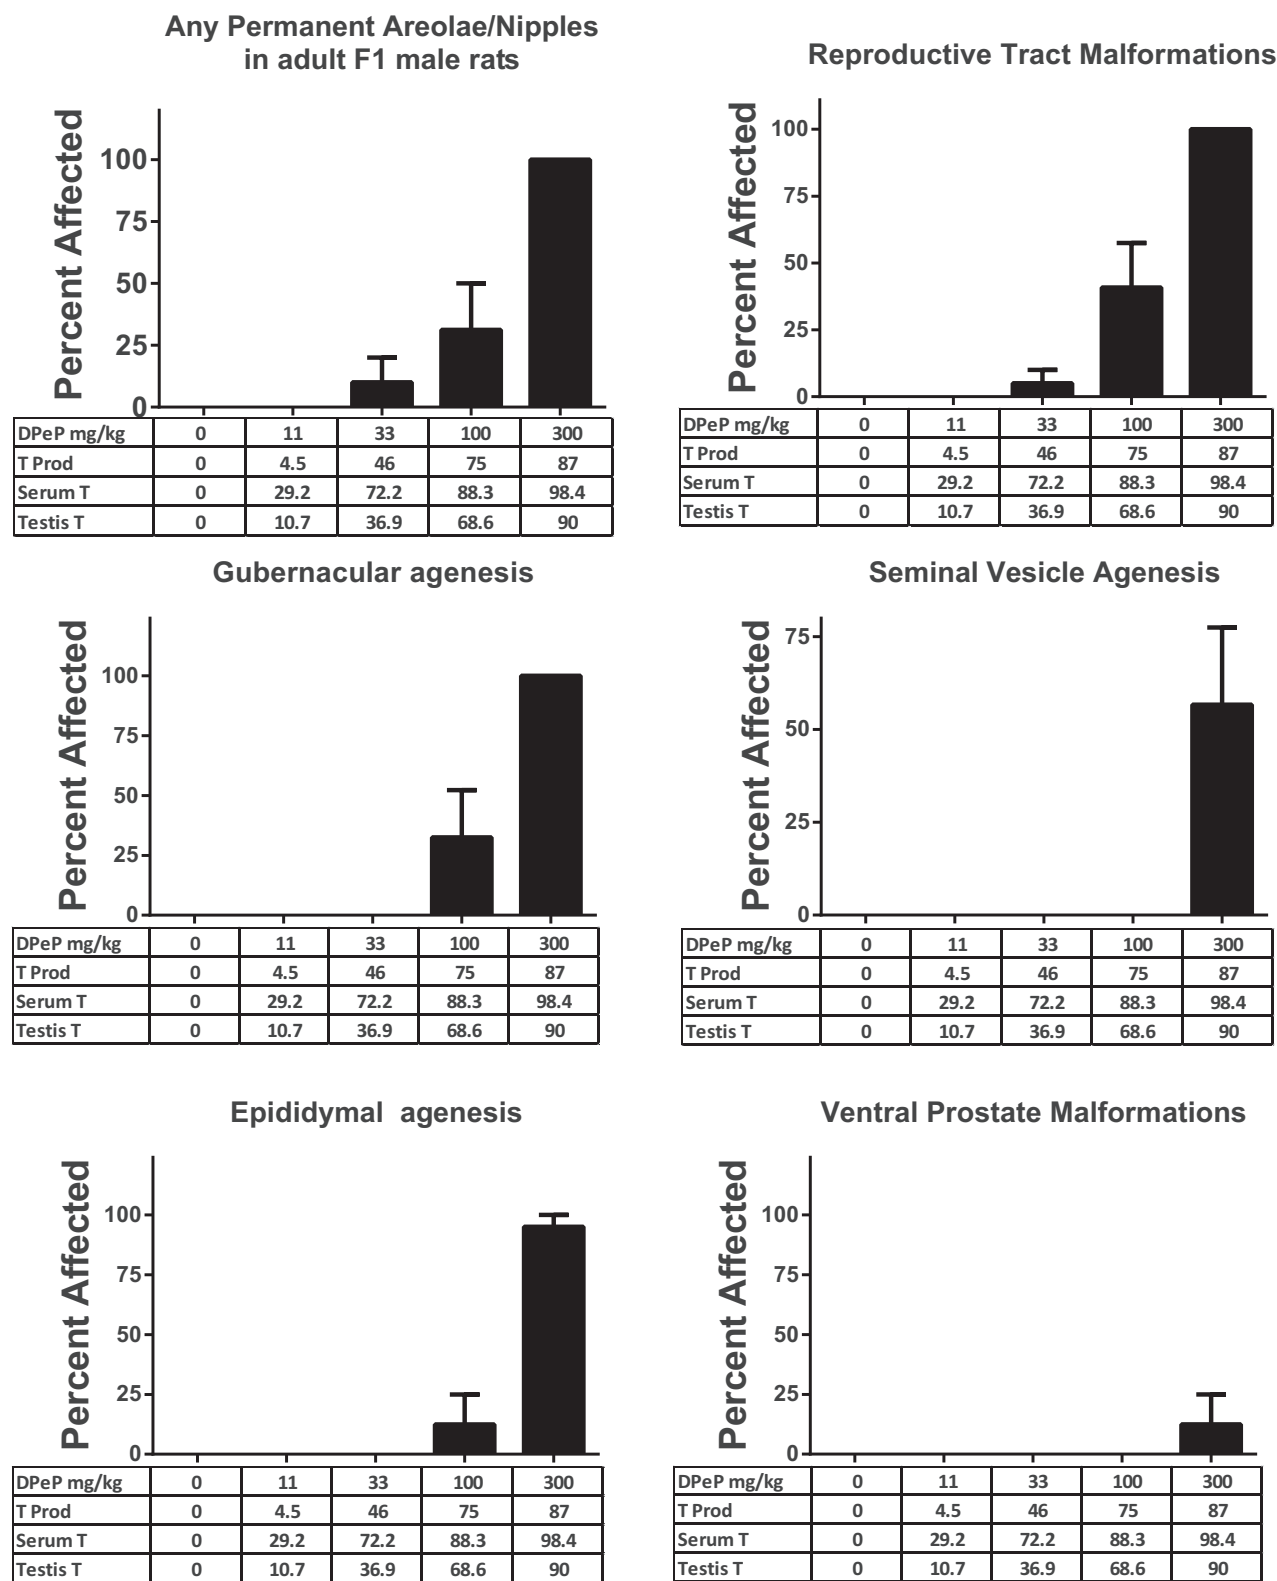 Any Permanent Areolae/Nipples
in adult F1 male rats
Percent Affected
100
75
50
25
0
DPeP mg/kg 0 11 33 100 300
T Prod 0 4.5 46 75 87
Serum T 0 29.2 72.2 88.3 98.4
Testis T 0 10.7 36.9 68.6 90
Reproductive Tract Malformations
Percent Affected
100
75
50
25
0
DPeP mg/kg 0 11 33 100 300
T Prod 0 4.5 46 75 87
Serum T 0 29.2 72.2 88.3 98.4
Testis T 0 10.7 36.9 68.6 90
Gubernacular agenesis
Percent Affected
100
75
50
25
0
DPeP mg/kg 0 11 33 100 300
T Prod 0 4.5 46 75 87
Serum T 0 29.2 72.2 88.3 98.4
Testis T 0 10.7 36.9 68.6 90
Seminal Vesicle Agenesis
Percent Affected
75
50
25
0
DPeP mg/kg 0 11 33 100 300
T Prod 0 4.5 46 75 87
Serum T 0 29.2 72.2 88.3 98.4
Testis T 0 10.7 36.9 68.6 90
Epididymal agenesis
Percent Affected
100
75
50
25
0
DPeP mg/kg 0 11 33 100 300
T Prod 0 4.5 46 75 87
Serum T 0 29.2 72.2 88.3 98.4
Testis T 0 10.7 36.9 68.6 90
Ventral Prostate Malformations
Percent Affected
100
75
50
25
0
DPeP mg/kg 0 11 33 100 300
T Prod 0 4.5 46 75 87
Serum T 0 29.2 72.2 88.3 98.4
Testis T 0 10.7 36.9 68.6 90